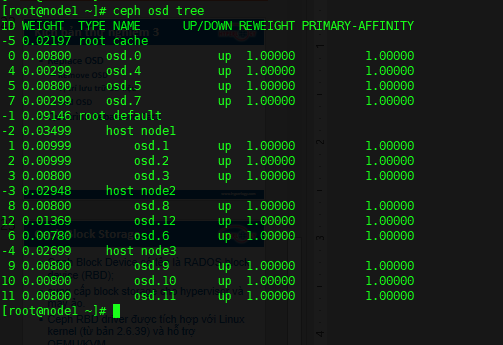 [root@node1 ~]# ceph osd tree
ID WEIGHT  TYPE NAME      UP/DOWN REWEIGHT PRIMARY-AFFINITY
-5 0.02197 root cache
 0 0.00800     osd.0           up  1.00000          1.00000
 4 0.00299     osd.4           up  1.00000          1.00000
 5 0.00800     osd.5           up  1.00000          1.00000
 7 0.00299     osd.7           up  1.00000          1.00000
-1 0.09146 root default
-2 0.03499     host node1
 1 0.00999         osd.1       up  1.00000          1.00000
 2 0.00999         osd.2       up  1.00000          1.00000
 3 0.00800         osd.3       up  1.00000          1.00000
-3 0.02948     host node2
 8 0.00800         osd.8       up  1.00000          1.00000
12 0.01369         osd.12      up  1.00000          1.00000
 6 0.00780         osd.6       up  1.00000          1.00000
-4 0.02699     host node3
 9 0.00800         osd.9       up  1.00000          1.00000
10 0.00800         osd.10      up  1.00000          1.00000
11 0.00800         osd.11      up  1.00000          1.00000
[root@node1 ~]#